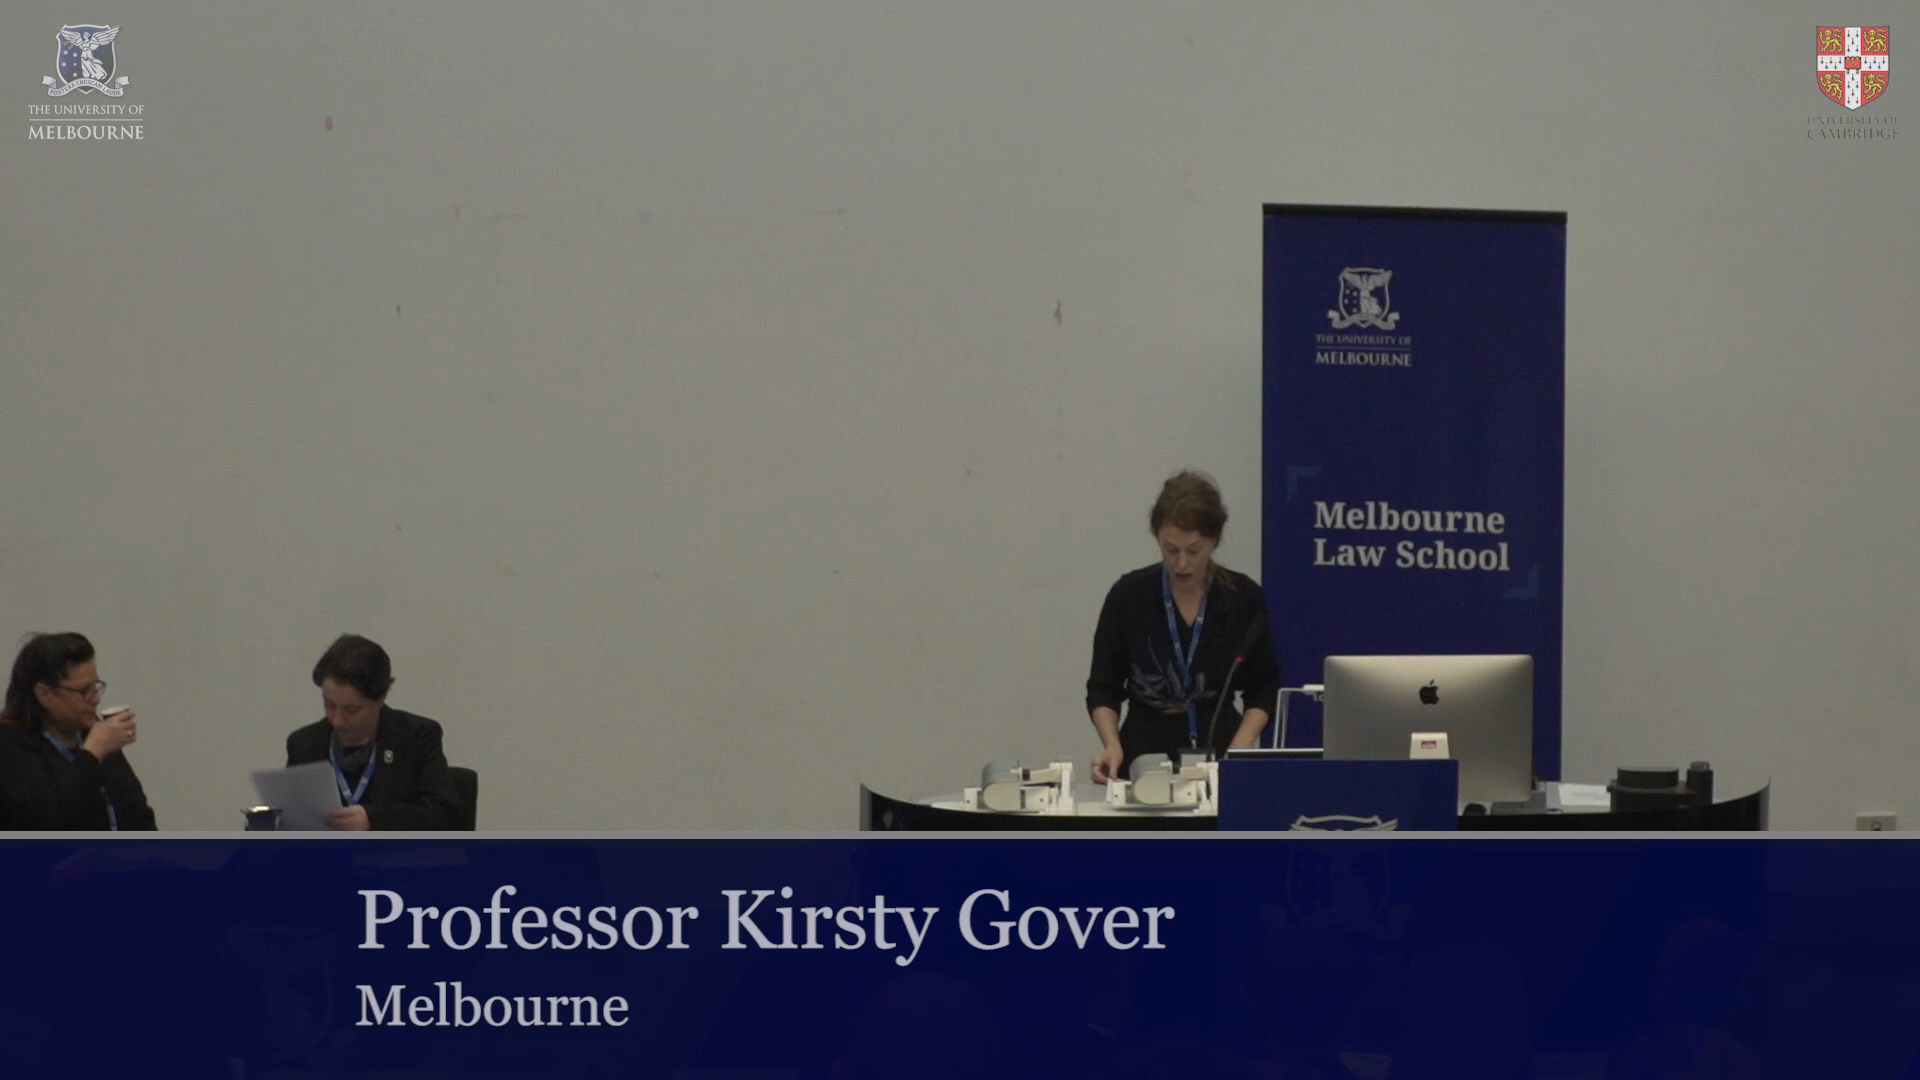 THE UNIVERSITY OF
MELBOURNE
UNIVERSITY OF
CAMBRIDGE
THE UNIVERSITY OF
MELBOURNE
Melbourne
Law School
Professor Kirsty Gover
Melbourne